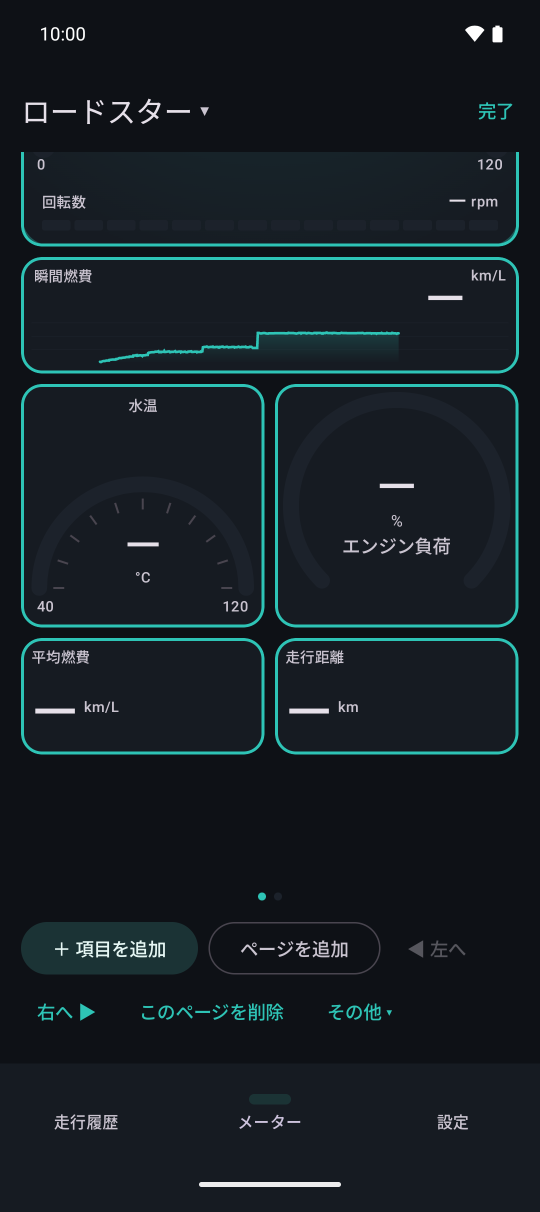 10:00
ロードスター ▾
完了
0 120
回転数 — rpm
瞬間燃費 km/L
—
水温
—
°C
40 120
—
%
エンジン負荷
平均燃費
— km/L
走行距離
— km
＋ 項目を追加
ページを追加
◀ 左へ
右へ ▶
このページを削除
その他 ▾
走行履歴
メーター
設定